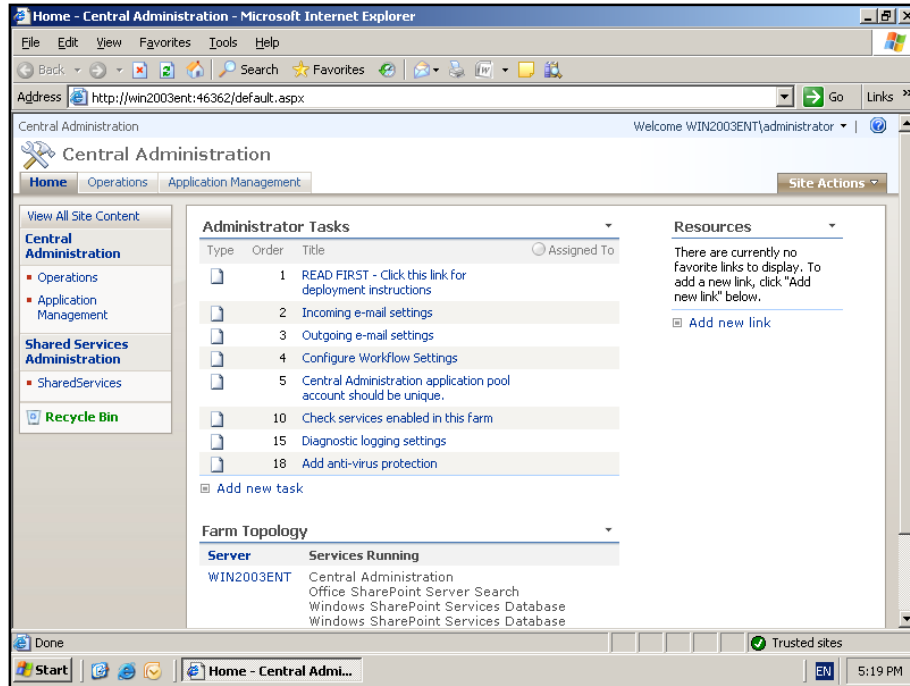 Home - Central Administration - Microsoft Internet Explorer
File Edit View Favorites Tools Help
Back Search Favorites
Address http://win2003ent:46362/default.aspx Go Links »
Central Administration Welcome WIN2003ENT\administrator
Central Administration
Home Operations Application Management Site Actions
View All Site Content
Central
Administration
Operations
Application
Management
Shared Services
Administration
SharedServices
Recycle Bin
Administrator Tasks
Type Order Title Assigned To
1 READ FIRST - Click this link for
deployment instructions
2 Incoming e-mail settings
3 Outgoing e-mail settings
4 Configure Workflow Settings
5 Central Administration application pool
account should be unique.
10 Check services enabled in this farm
15 Diagnostic logging settings
18 Add anti-virus protection
Add new task
Farm Topology
Server Services Running
WIN2003ENT Central Administration
Office SharePoint Server Search
Windows SharePoint Services Database
Windows SharePoint Services Database
Resources
There are currently no
favorite links to display. To
add a new link, click "Add
new link" below.
Add new link
Done Trusted sites
Start Home - Central Admi... EN 5:19 PM